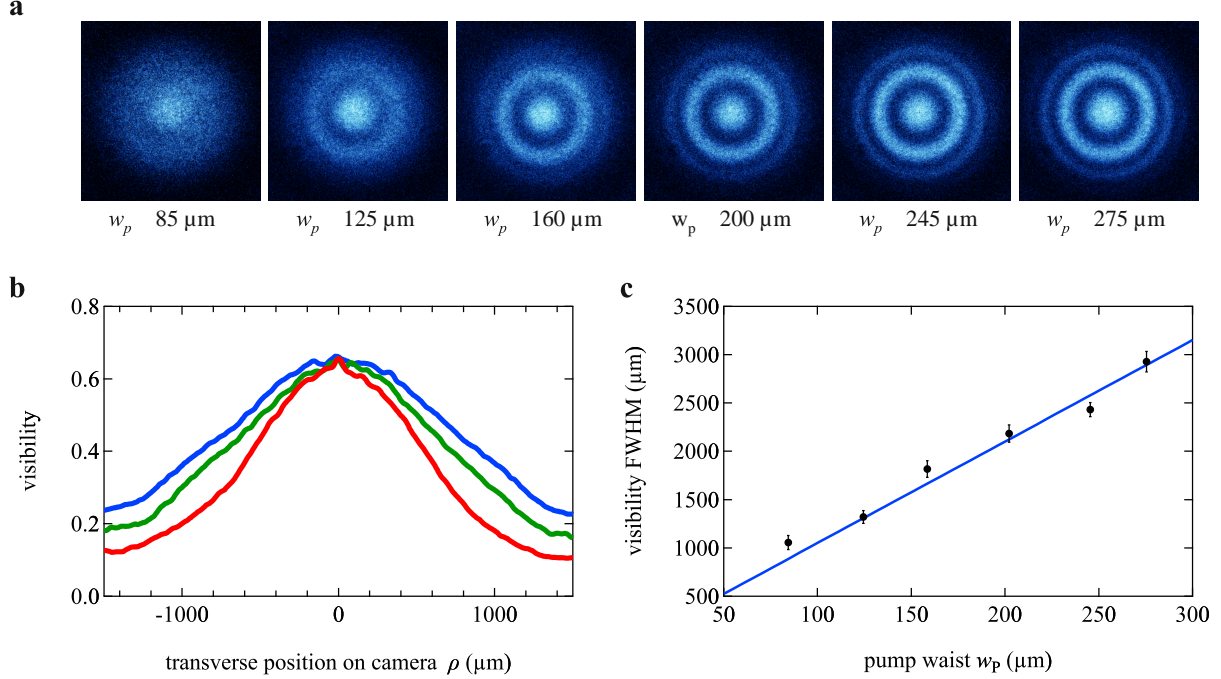 a
w_p 85 µm
w_p 125 µm
w_p 160 µm
w_p 200 µm
w_p 245 µm
w_p 275 µm
b
0.8
0.6
0.4
0.2
0.0
visibility
-1000
0
1000
transverse position on camera ρ (µm)
c
3500
3000
2500
2000
1500
1000
500
visibility FWHM (µm)
50
100
150
200
250
300
pump waist w_P (µm)